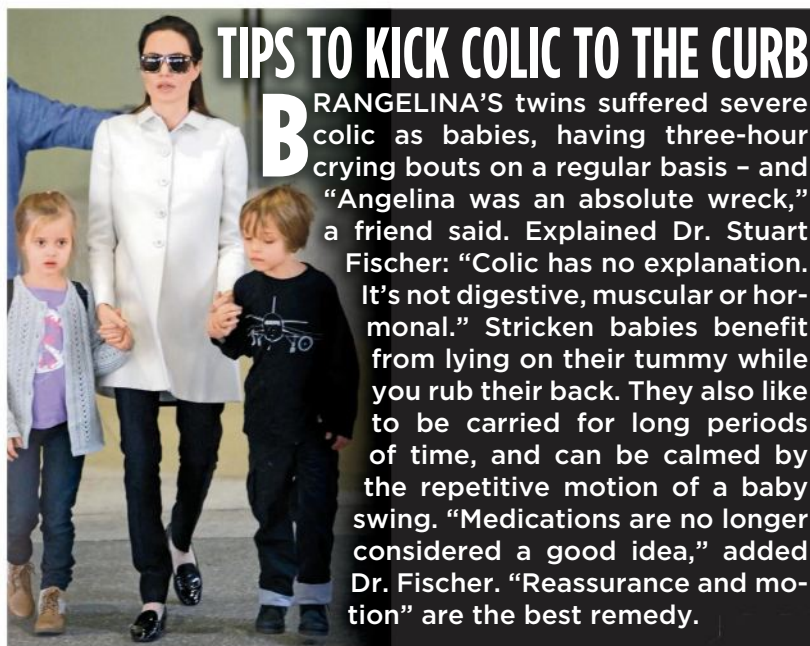 TIPS TO KICK COLIC TO THE CURB
BRANGELINA'S twins suffered severe
colic as babies, having three-hour
crying bouts on a regular basis – and
“Angelina was an absolute wreck,”
a friend said. Explained Dr. Stuart
Fischer: “Colic has no explanation.
It's not digestive, muscular or hor-
monal.” Stricken babies benefit
from lying on their tummy while
you rub their back. They also like
to be carried for long periods
of time, and can be calmed by
the repetitive motion of a baby
swing. “Medications are no longer
considered a good idea,” added
Dr. Fischer. “Reassurance and mo-
tion” are the best remedy.